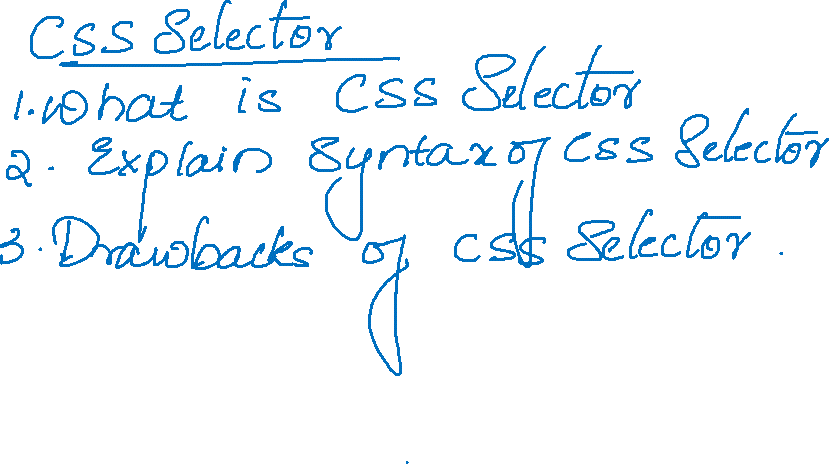 CSS Selector
1. What is CSS Selector
2. Explain Syntax of CSS Selector
3. Drawbacks of CSS Selector.